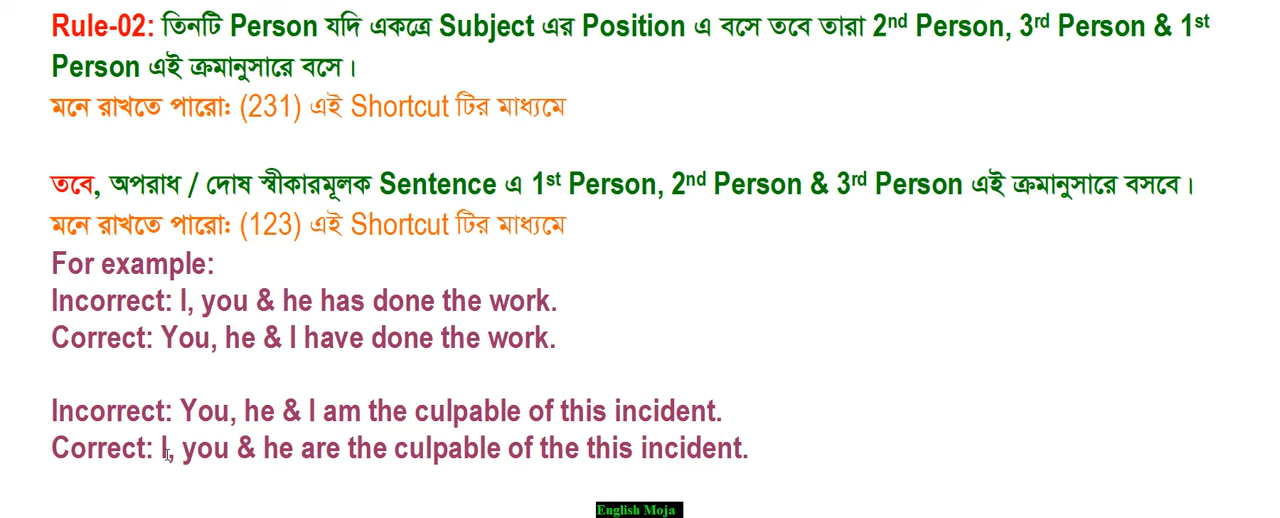 Rule-02: তিনটি Person যদি একত্রে Subject এর Position এ বসে তবে তারা 2nd Person, 3rd Person & 1st
Person এই ক্রমানুসারে বসে।
মনে রাখতে পারো: (231) এই Shortcut টির মাধ্যমে
তবে, অপরাধ / দোষ স্বীকারমূলক Sentence এ 1st Person, 2nd Person & 3rd Person এই ক্রমানুসারে বসবে।
মনে রাখতে পারো: (123) এই Shortcut টির মাধ্যমে
For example:
Incorrect: I, you & he has done the work.
Correct: You, he & I have done the work.
Incorrect: You, he & I am the culpable of this incident.
Correct: I, you & he are the culpable of the this incident.
English Moja